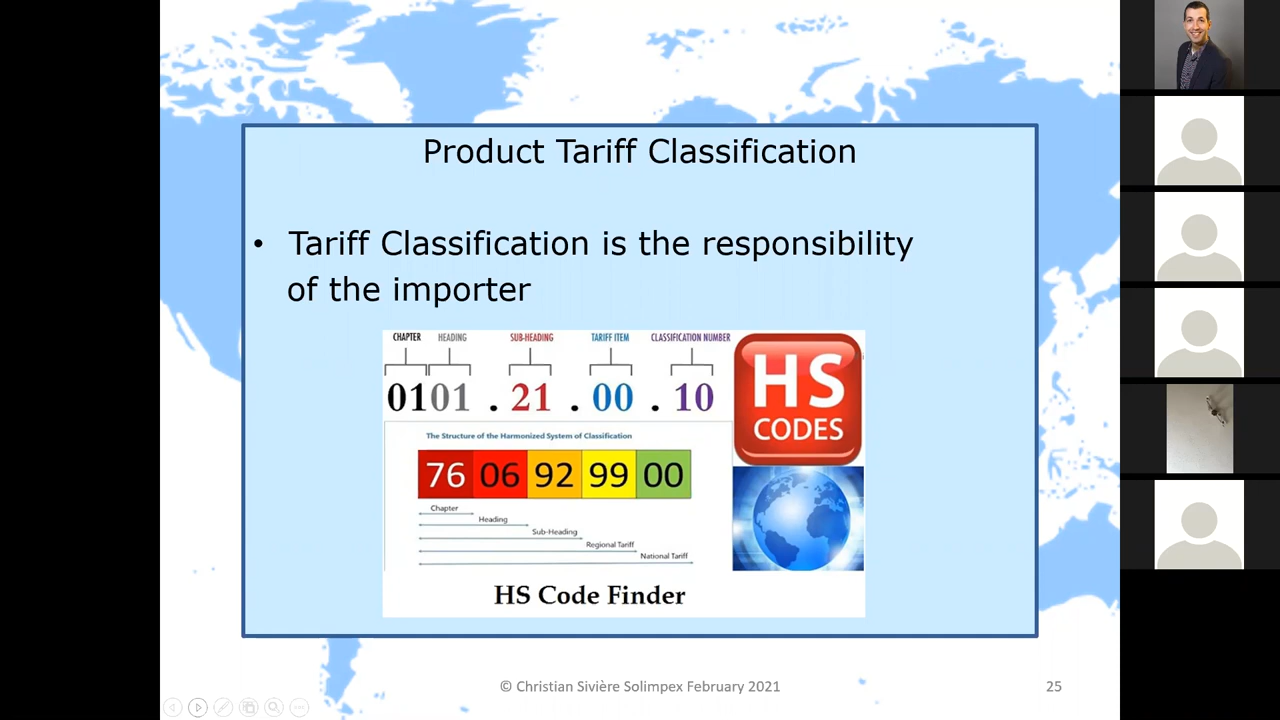 Product Tariff Classification
• Tariff Classification is the responsibility
of the importer
CHAPTER HEADING SUB-HEADING TARIFF ITEM CLASSIFICATION NUMBER
0101 . 21 . 00 . 10
HS
CODES
The Structure of the Harmonized System of Classification
76 06 92 99 00
Chapter
Heading
Sub-Heading
Regional Tariff
National Tariff
HS Code Finder
© Christian Sivière Solimpex February 2021
25